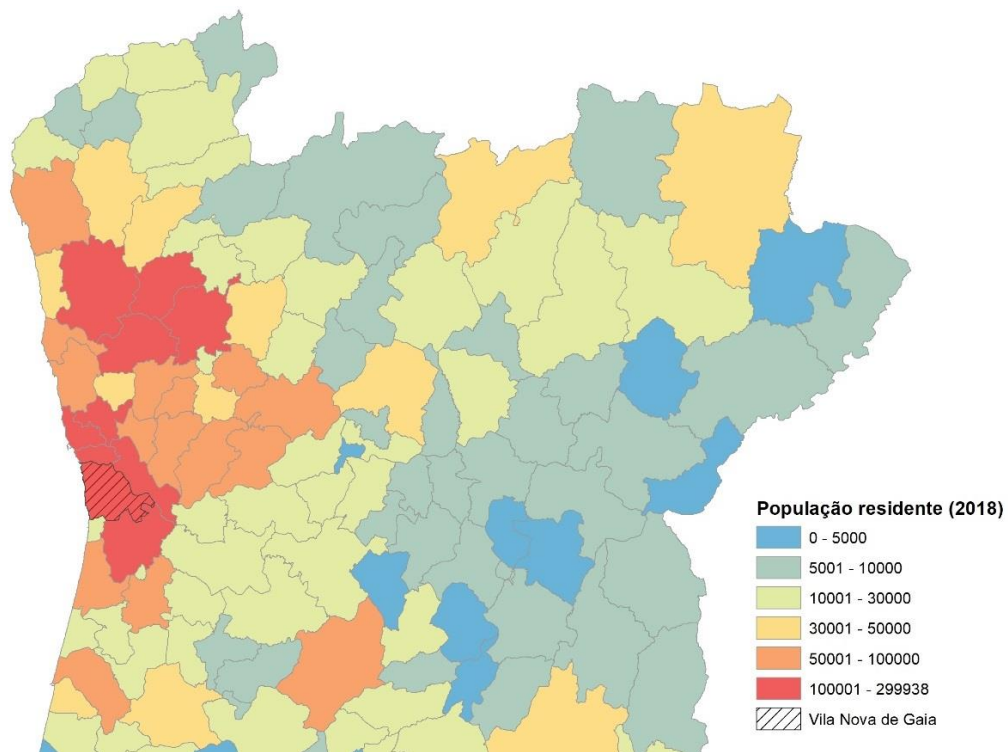 População residente (2018)
0 - 5000
5001 - 10000
10001 - 30000
30001 - 50000
50001 - 100000
100001 - 299938
Vila Nova de Gaia